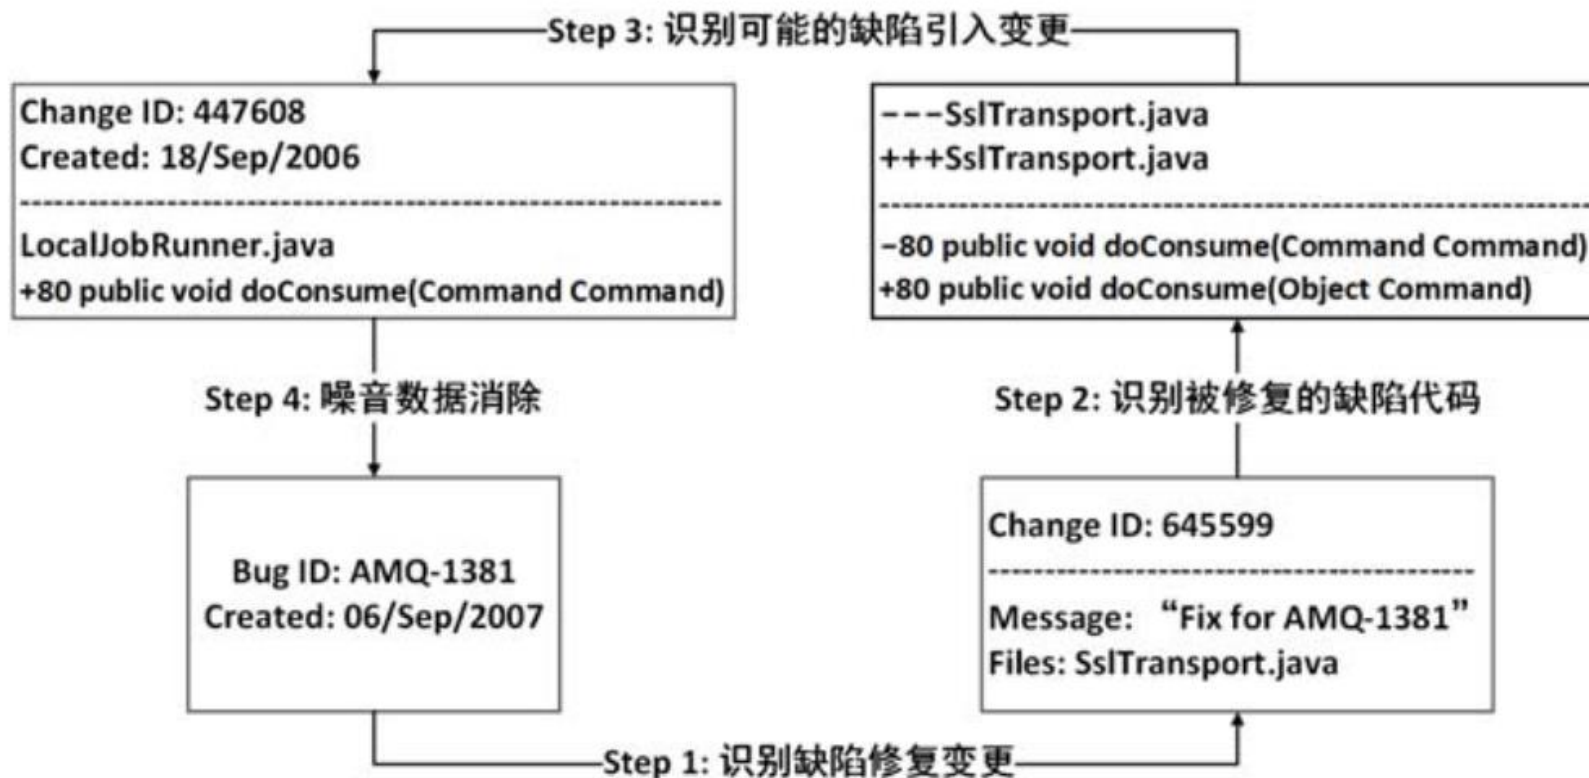 Step 3: 识别可能的缺陷引入变更
Change ID: 447608
Created: 18/Sep/2006
LocalJobRunner.java
+80 public void doConsume(Command Command)
---SslTransport.java
+++SslTransport.java
-80 public void doConsume(Command Command)
+80 public void doConsume(Object Command)
Step 4: 噪音数据消除
Step 2: 识别被修复的缺陷代码
Bug ID: AMQ-1381
Created: 06/Sep/2007
Change ID: 645599
Message: “Fix for AMQ-1381”
Files: SslTransport.java
Step 1: 识别缺陷修复变更